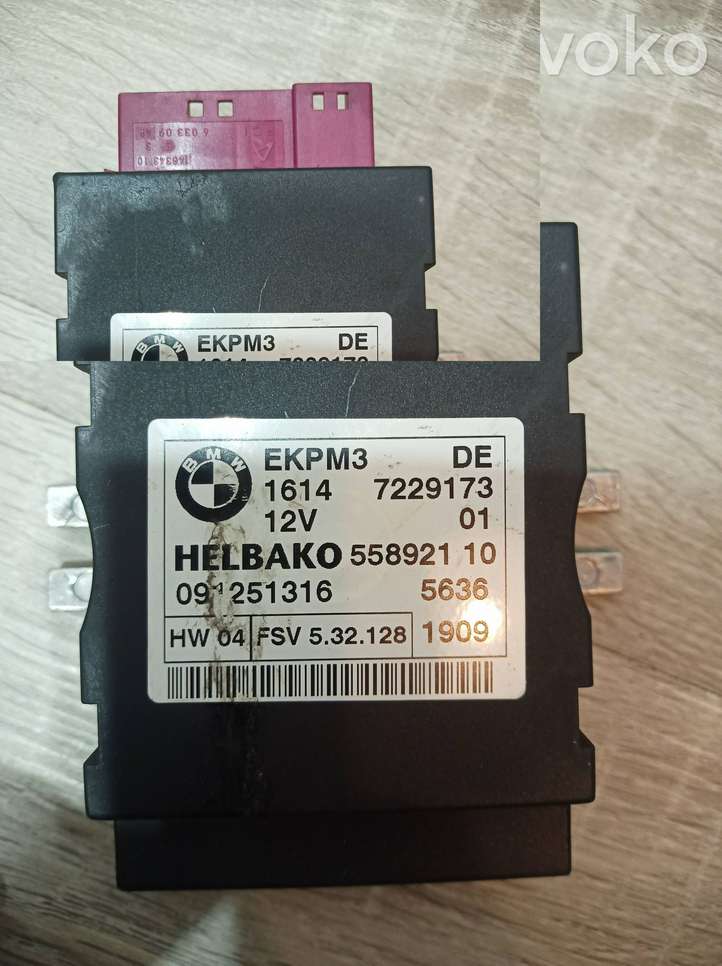 voko
EKPM3 DE
BMW
EKPM3 DE
1614 7229173
12V 01
HELBAKO 558921 10
091251316 5636
HW 04 FSV 5.32.128 1909